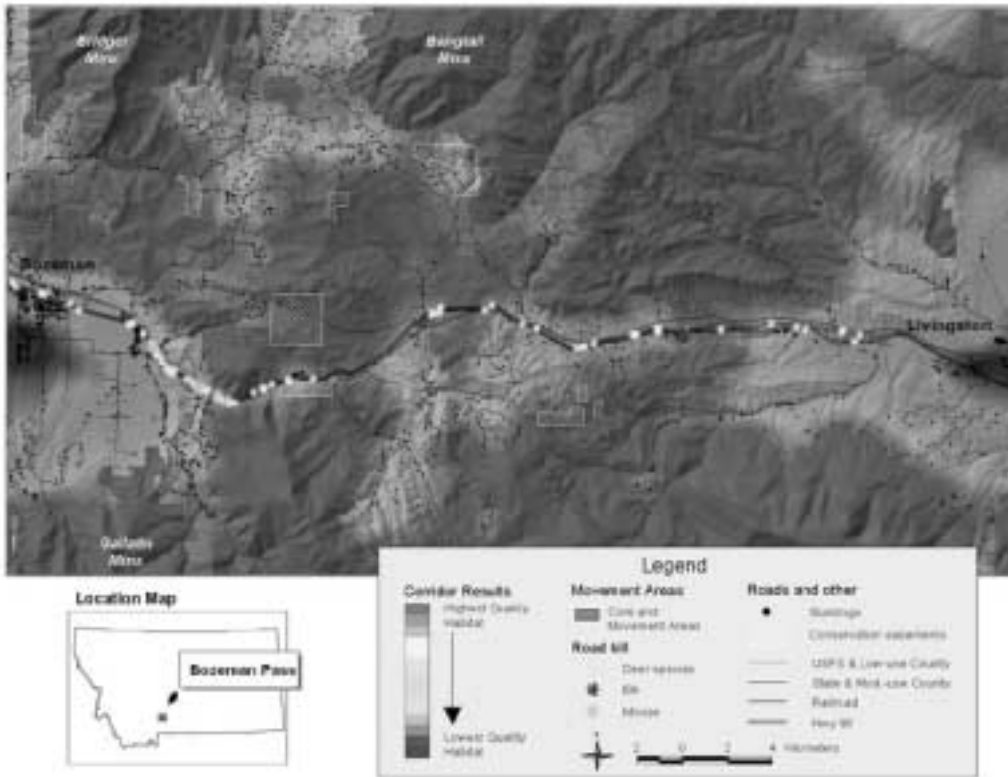 Bridger
Mtns
Bangtail
Mtns
Bozeman
Livingston
Gallatin
Mtns
Location Map
Bozeman Pass
Legend
Corridor Results
Highest Quality
Habitat
Lowest Quality
Habitat
Movement Areas
Core and
Movement Areas
Road kill
Deer species
Elk
Moose
2 0 2 4 Kilometers
Roads and other
Buildings
Conservation easements
USFS & Low-use County
State & Mod.-use County
Railroad
Hwy 90